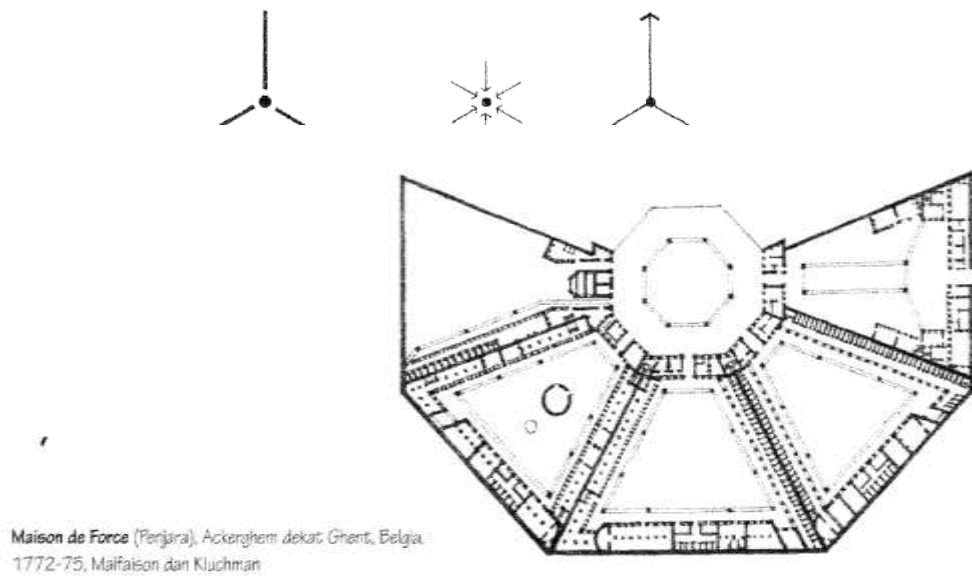 Maison de Force (Penjara), Ackerghem dekat Ghent, Belgia,
1772-75, Malfaison dan Kluchman